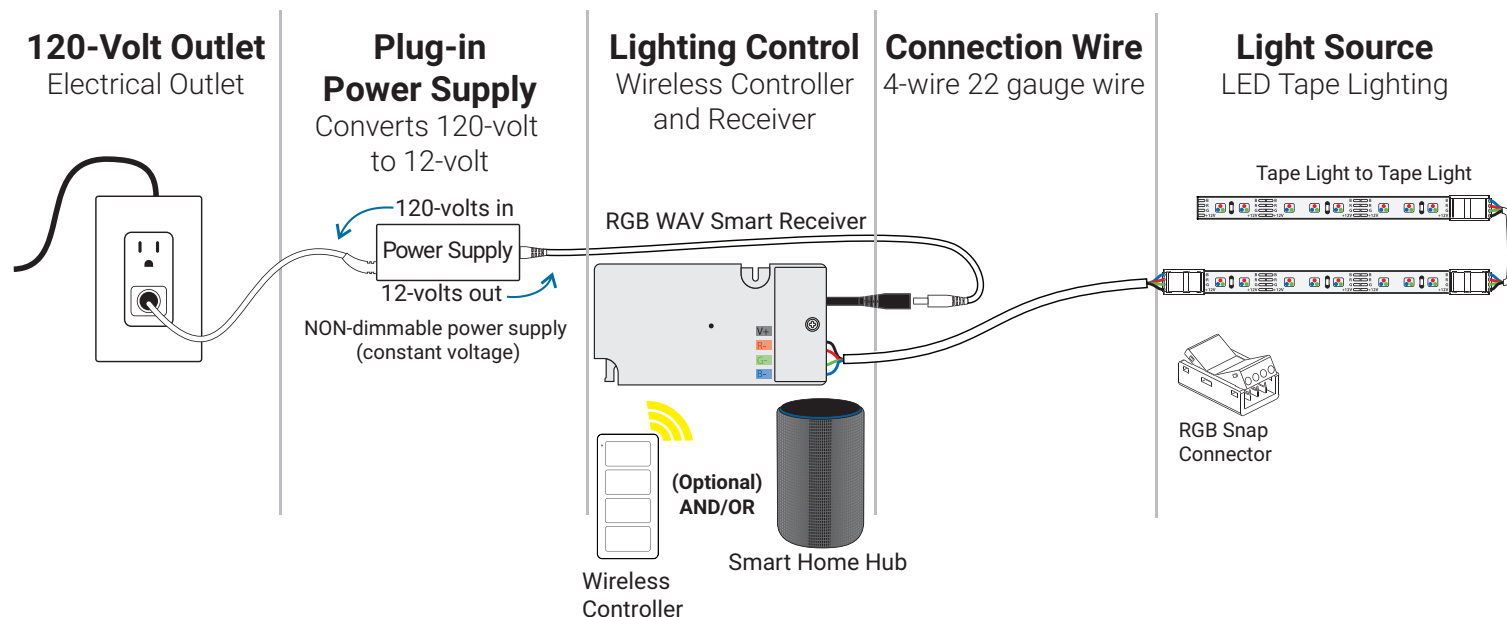 120-Volt Outlet
Electrical Outlet
Plug-in
Power Supply
Converts 120-volt
to 12-volt
120-volts in
Power Supply
12-volts out
NON-dimmable power supply
(constant voltage)
Lighting Control
Wireless Controller
and Receiver
RGB WAV Smart Receiver
V+
R-
G-
B-
(Optional)
AND/OR
Wireless
Controller
Smart Home Hub
Connection Wire
4-wire 22 gauge wire
Light Source
LED Tape Lighting
Tape Light to Tape Light
RGB Snap
Connector